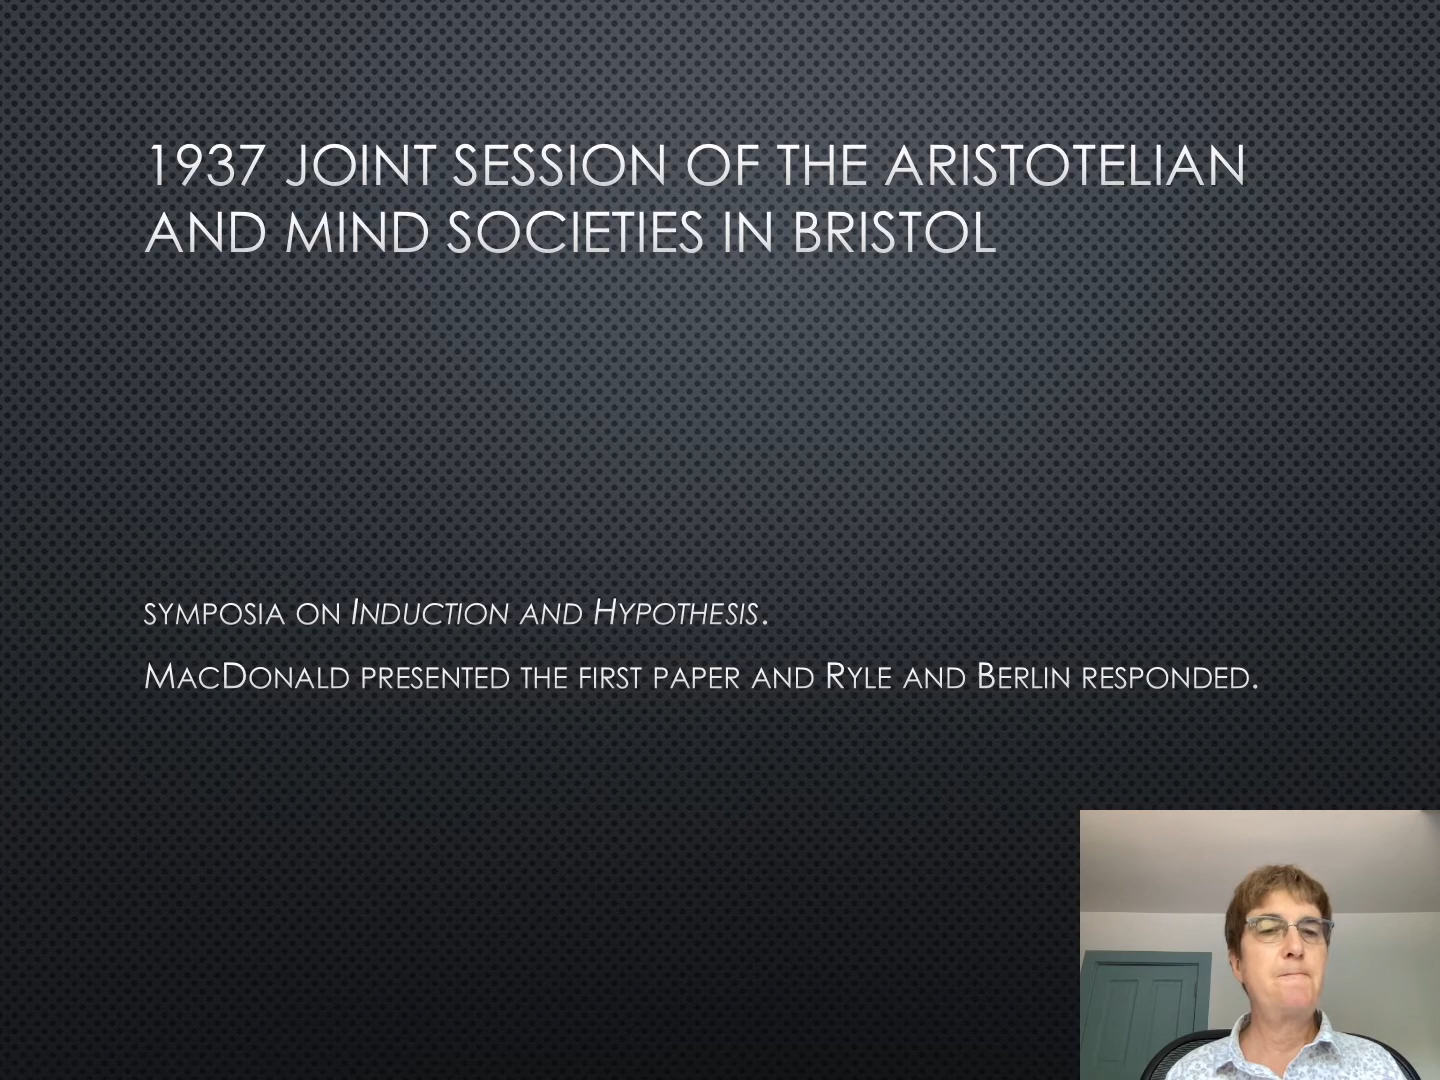 1937 JOINT SESSION OF THE ARISTOTELIAN
AND MIND SOCIETIES IN BRISTOL
SYMPOSIA ON INDUCTION AND HYPOTHESIS.
MACDONALD PRESENTED THE FIRST PAPER AND RYLE AND BERLIN RESPONDED.